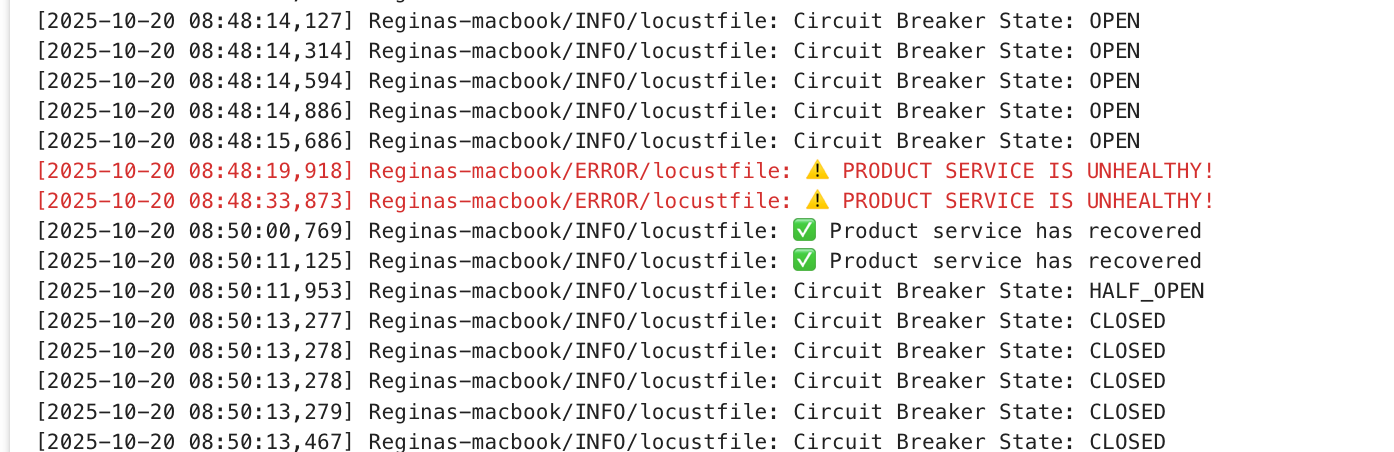 [2025-10-20 08:48:14,127] Reginas-macbook/INFO/locustfile: Circuit Breaker State: OPEN
[2025-10-20 08:48:14,314] Reginas-macbook/INFO/locustfile: Circuit Breaker State: OPEN
[2025-10-20 08:48:14,594] Reginas-macbook/INFO/locustfile: Circuit Breaker State: OPEN
[2025-10-20 08:48:14,886] Reginas-macbook/INFO/locustfile: Circuit Breaker State: OPEN
[2025-10-20 08:48:15,686] Reginas-macbook/INFO/locustfile: Circuit Breaker State: OPEN
[2025-10-20 08:48:19,918] Reginas-macbook/ERROR/locustfile: ⚠️ PRODUCT SERVICE IS UNHEALTHY!
[2025-10-20 08:48:33,873] Reginas-macbook/ERROR/locustfile: ⚠️ PRODUCT SERVICE IS UNHEALTHY!
[2025-10-20 08:50:00,769] Reginas-macbook/INFO/locustfile: ✅ Product service has recovered
[2025-10-20 08:50:11,125] Reginas-macbook/INFO/locustfile: ✅ Product service has recovered
[2025-10-20 08:50:11,953] Reginas-macbook/INFO/locustfile: Circuit Breaker State: HALF_OPEN
[2025-10-20 08:50:13,277] Reginas-macbook/INFO/locustfile: Circuit Breaker State: CLOSED
[2025-10-20 08:50:13,278] Reginas-macbook/INFO/locustfile: Circuit Breaker State: CLOSED
[2025-10-20 08:50:13,278] Reginas-macbook/INFO/locustfile: Circuit Breaker State: CLOSED
[2025-10-20 08:50:13,279] Reginas-macbook/INFO/locustfile: Circuit Breaker State: CLOSED
[2025-10-20 08:50:13,467] Reginas-macbook/INFO/locustfile: Circuit Breaker State: CLOSED